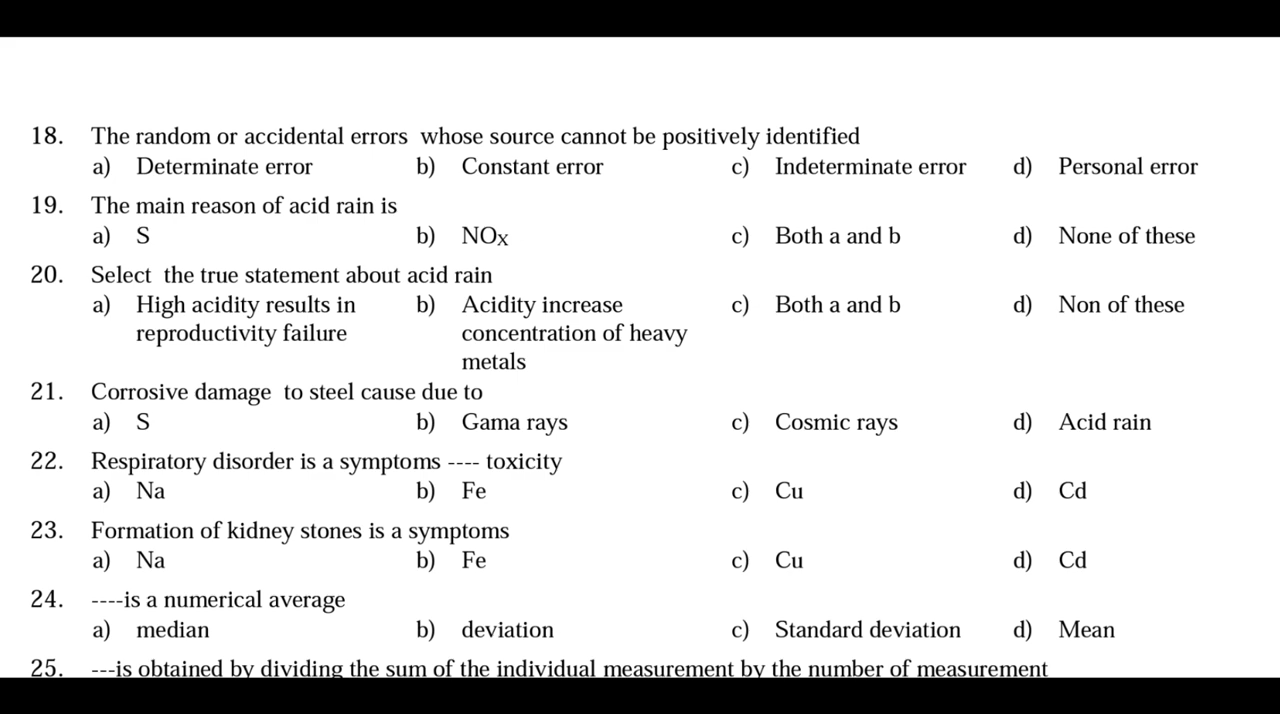 18. The random or accidental errors whose source cannot be positively identified
a) Determinate error b) Constant error c) Indeterminate error d) Personal error
19. The main reason of acid rain is
a) S b) NOX c) Both a and b d) None of these
20. Select the true statement about acid rain
a) High acidity results in b) Acidity increase c) Both a and b d) Non of these
reproductivity failure concentration of heavy
metals
21. Corrosive damage to steel cause due to
a) S b) Gama rays c) Cosmic rays d) Acid rain
22. Respiratory disorder is a symptoms ---- toxicity
a) Na b) Fe c) Cu d) Cd
23. Formation of kidney stones is a symptoms
a) Na b) Fe c) Cu d) Cd
24. ----is a numerical average
a) median b) deviation c) Standard deviation d) Mean
25. ---is obtained by dividing the sum of the individual measurement by the number of measurement